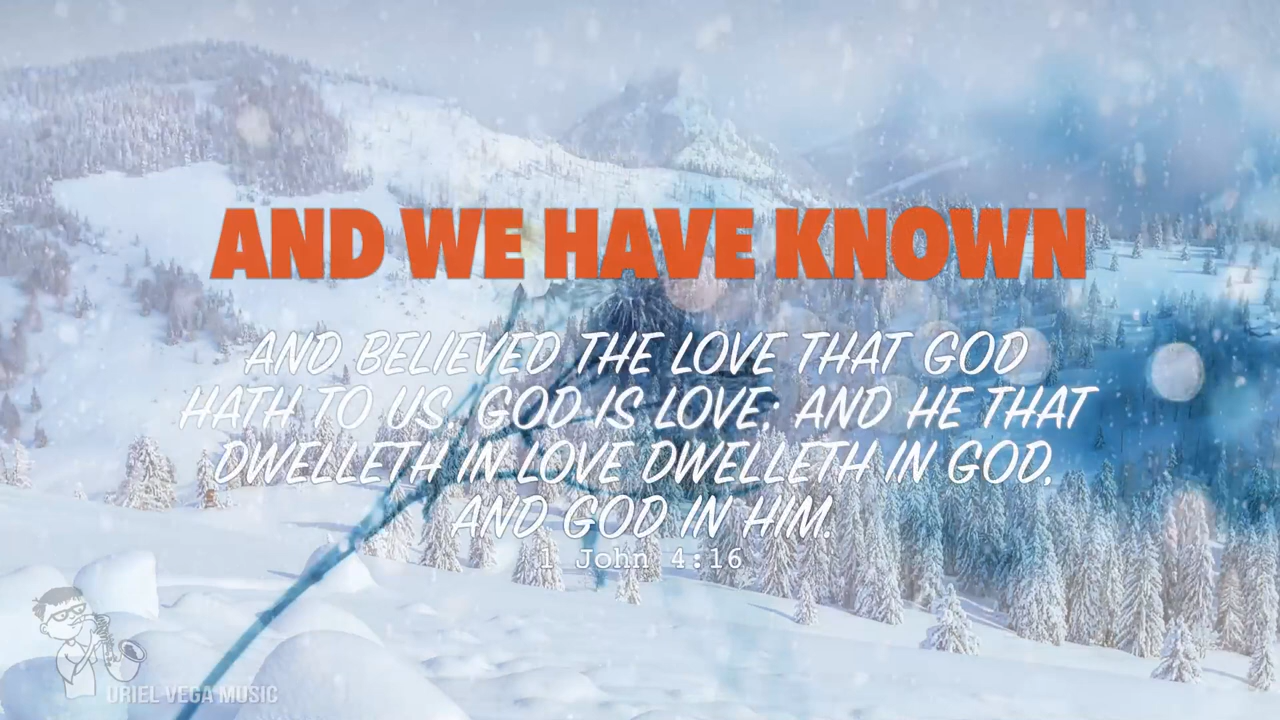 AND WE HAVE KNOWN
AND BELIEVED THE LOVE THAT GOD
HATH TO US. GOD IS LOVE; AND HE THAT
DWELLETH IN LOVE DWELLETH IN GOD,
AND GOD IN HIM.
1 John 4:16
URIEL VEGA MUSIC